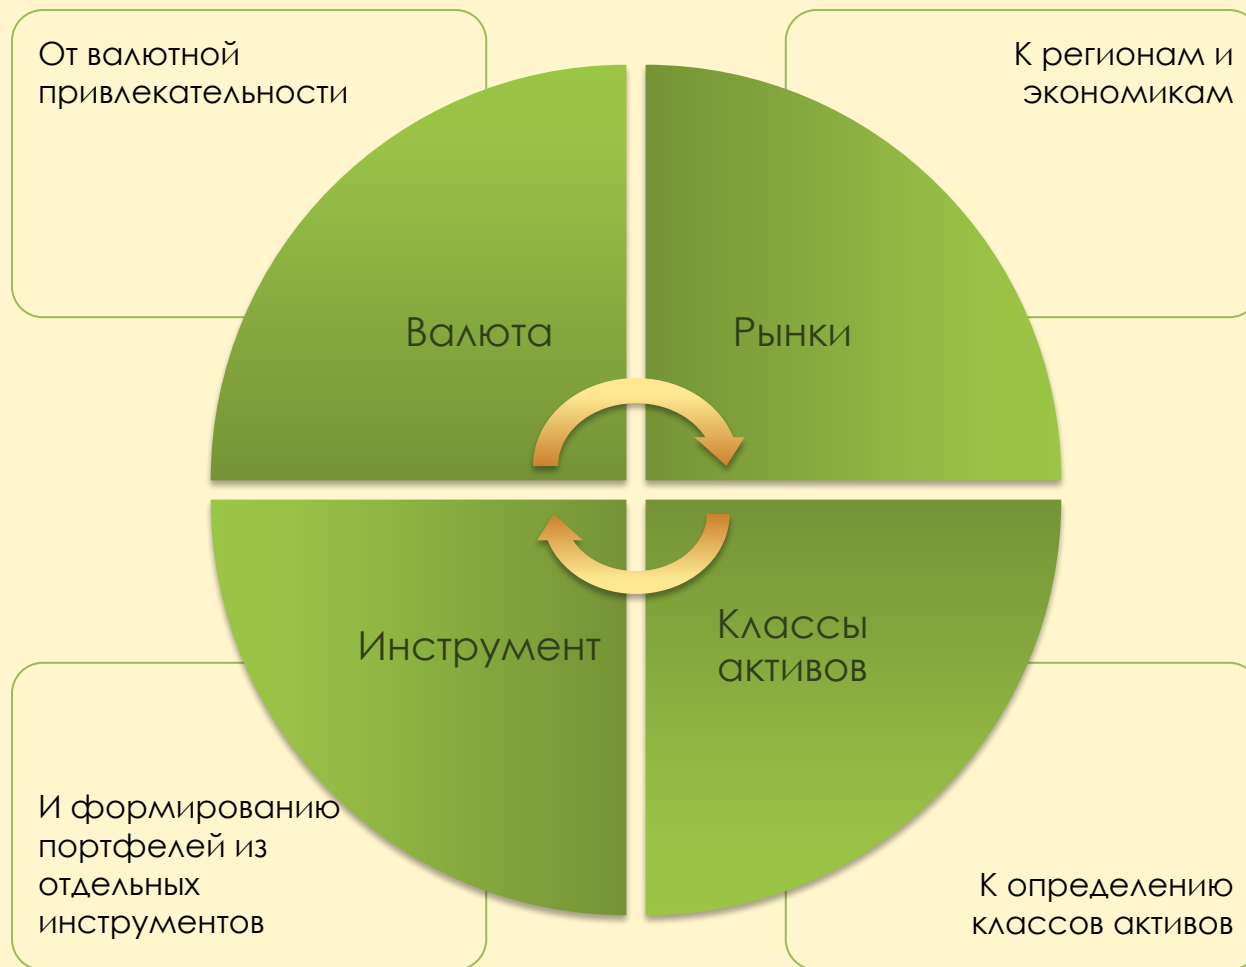 От валютной
привлекательности
К регионам и
экономикам
Валюта
Рынки
Инструмент
Классы
активов
И формированию
портфелей из
отдельных
инструментов
К определению
классов активов